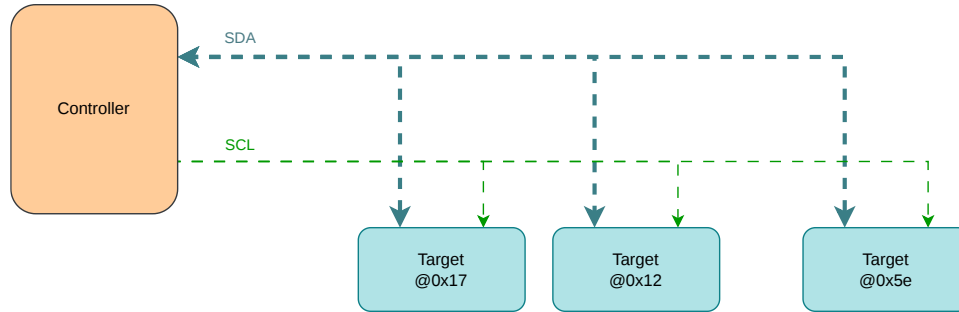 SDA
Controller
SCL
Target
@0x17
Target
@0x12
Target
@0x5e